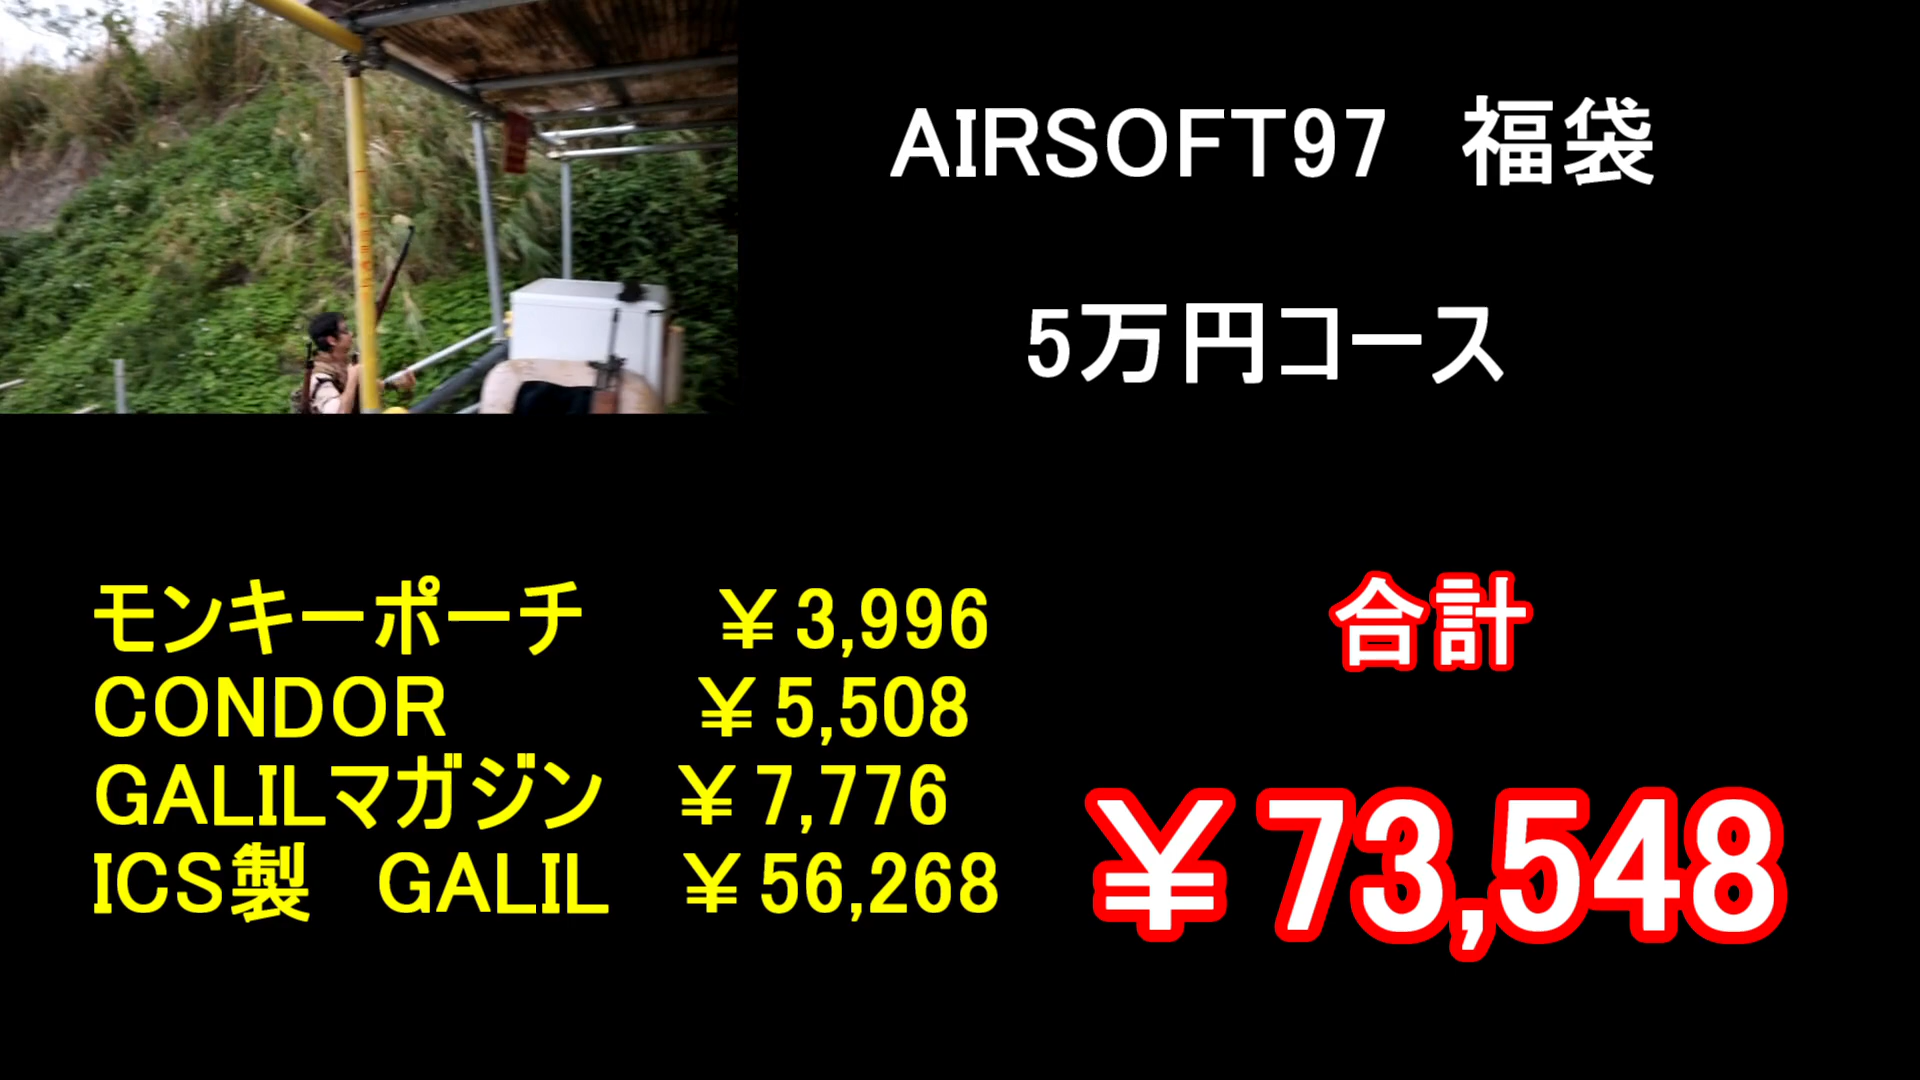 AIRSOFT97　福袋
5万円コース
モンキーポーチ　￥3,996
CONDOR　￥5,508
GALILマガジン　￥7,776
ICS製　GALIL　￥56,268
合計
￥73,548